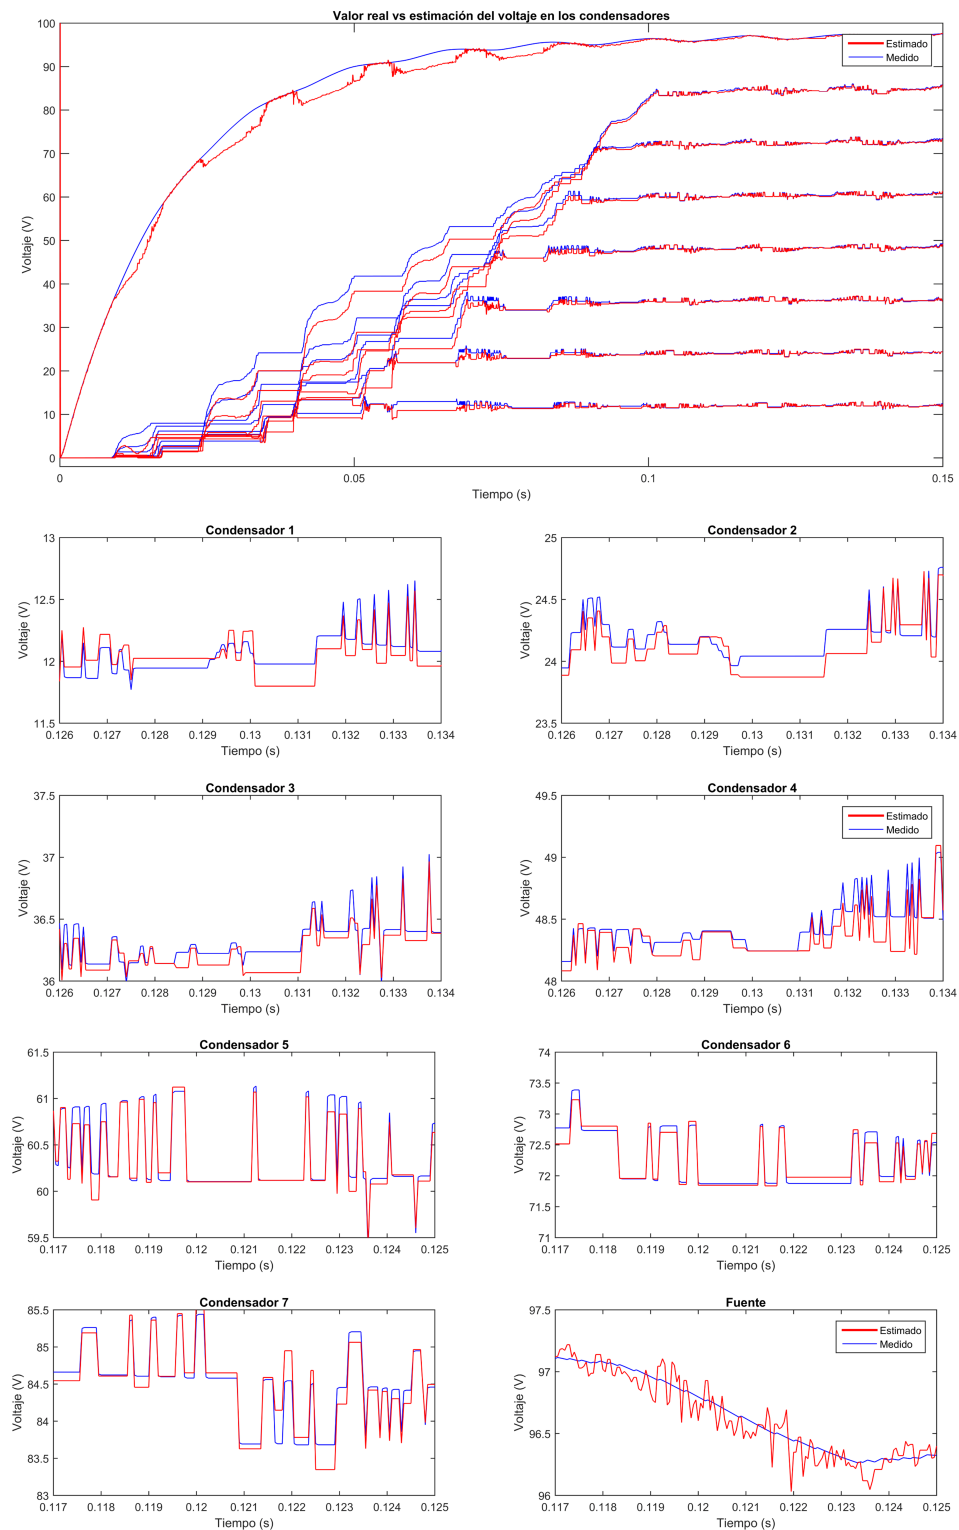 Valor real vs estimación del voltaje en los condensadores
100
90
80
70
60
50
40
30
20
10
0
Voltaje (V)
Estimado
Medido
0 0.05 0.1 0.15
Tiempo (s)
Condensador 1
13
12.5
12
11.5
Voltaje (V)
0.126 0.127 0.128 0.129 0.13 0.131 0.132 0.133 0.134
Tiempo (s)
Condensador 2
25
24.5
24
23.5
Voltaje (V)
0.126 0.127 0.128 0.129 0.13 0.131 0.132 0.133 0.134
Tiempo (s)
Condensador 3
37.5
37
36.5
36
Voltaje (V)
0.126 0.127 0.128 0.129 0.13 0.131 0.132 0.133 0.134
Tiempo (s)
Condensador 4
49.5
49
48.5
48
Voltaje (V)
Estimado
Medido
0.126 0.127 0.128 0.129 0.13 0.131 0.132 0.133 0.134
Tiempo (s)
Condensador 5
61.5
61
60.5
60
59.5
Voltaje (V)
0.117 0.118 0.119 0.12 0.121 0.122 0.123 0.124 0.125
Tiempo (s)
Condensador 6
74
73.5
73
72.5
72
71.5
71
Voltaje (V)
0.117 0.118 0.119 0.12 0.121 0.122 0.123 0.124 0.125
Tiempo (s)
Condensador 7
85.5
85
84.5
84
83.5
83
Voltaje (V)
0.117 0.118 0.119 0.12 0.121 0.122 0.123 0.124 0.125
Tiempo (s)
Fuente
97.5
97
96.5
96
Voltaje (V)
Estimado
Medido
0.117 0.118 0.119 0.12 0.121 0.122 0.123 0.124 0.125
Tiempo (s)